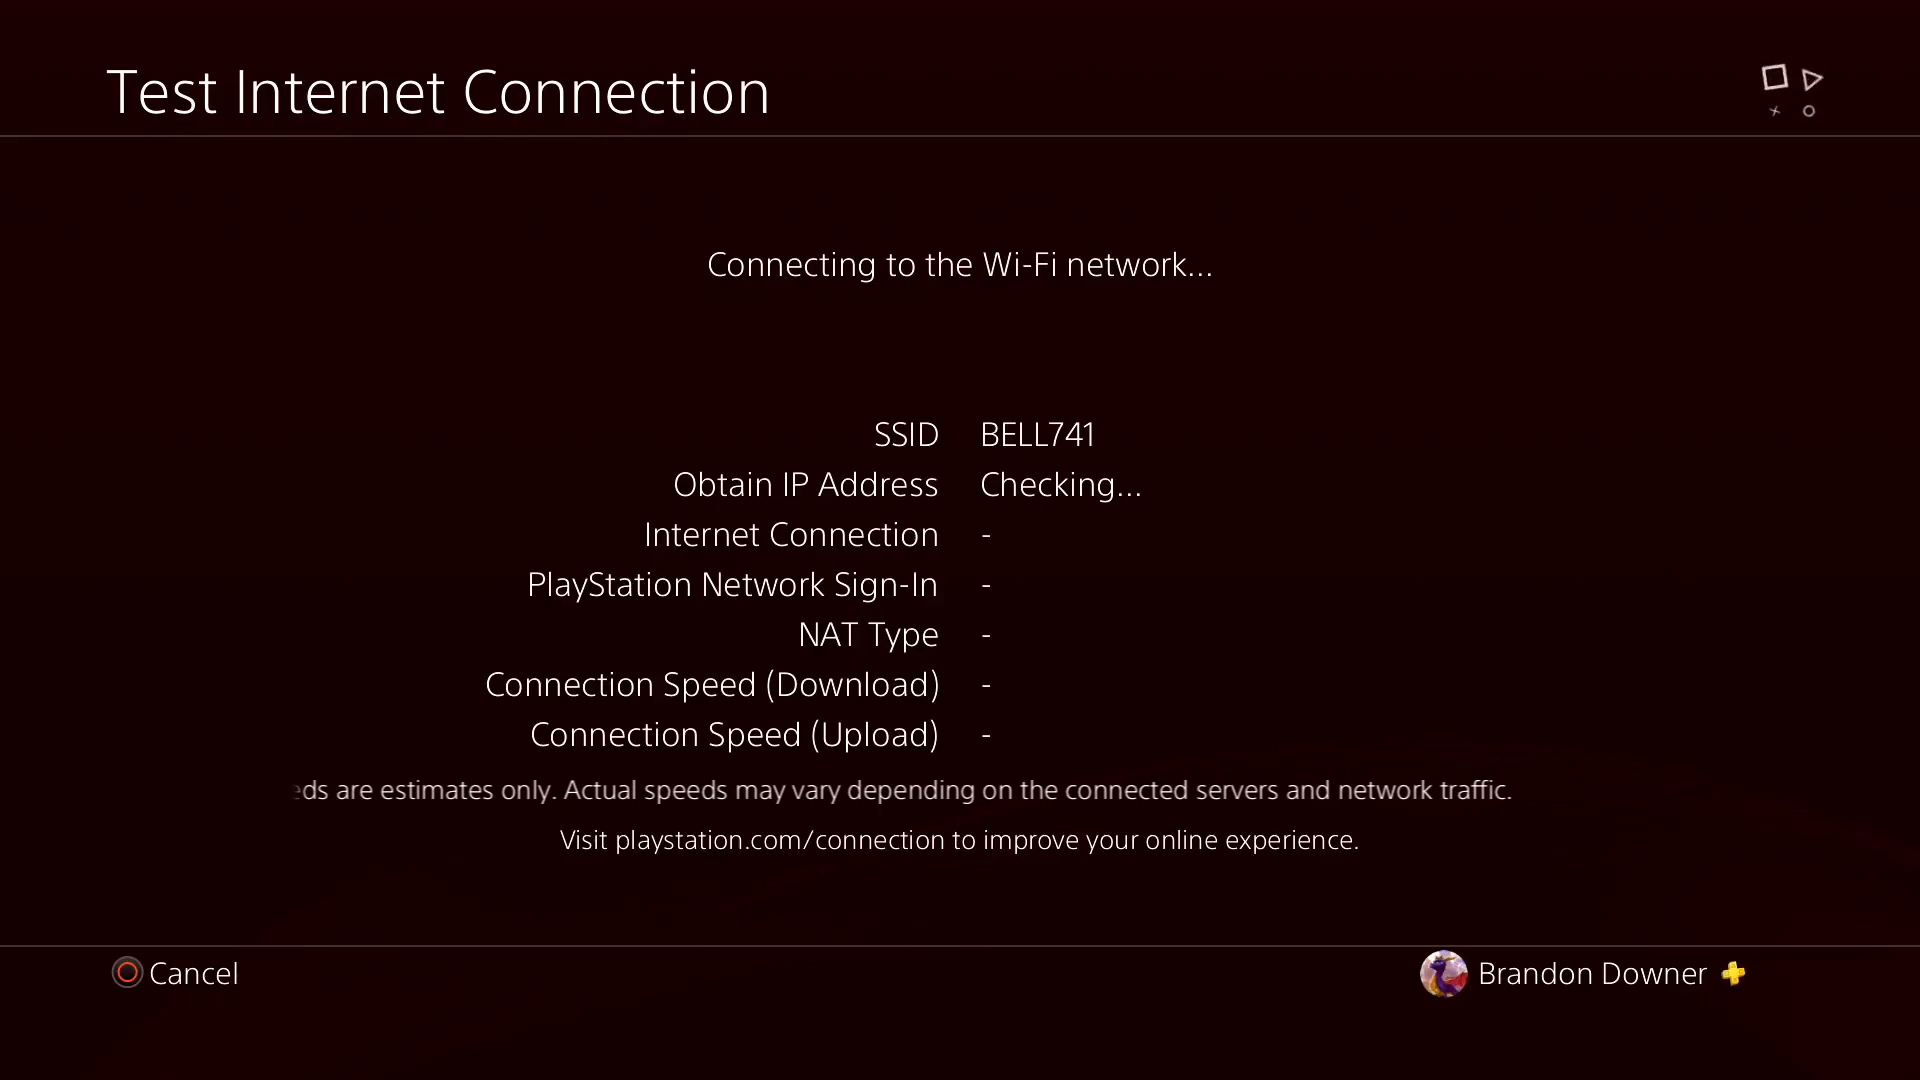 Test Internet Connection
Connecting to the Wi-Fi network...
SSID BELL741
Obtain IP Address Checking...
Internet Connection -
PlayStation Network Sign-In -
NAT Type -
Connection Speed (Download) -
Connection Speed (Upload) -
are estimates only. Actual speeds may vary depending on the connected servers and network traffic.
Visit playstation.com/connection to improve your online experience.
Cancel
Brandon Downer